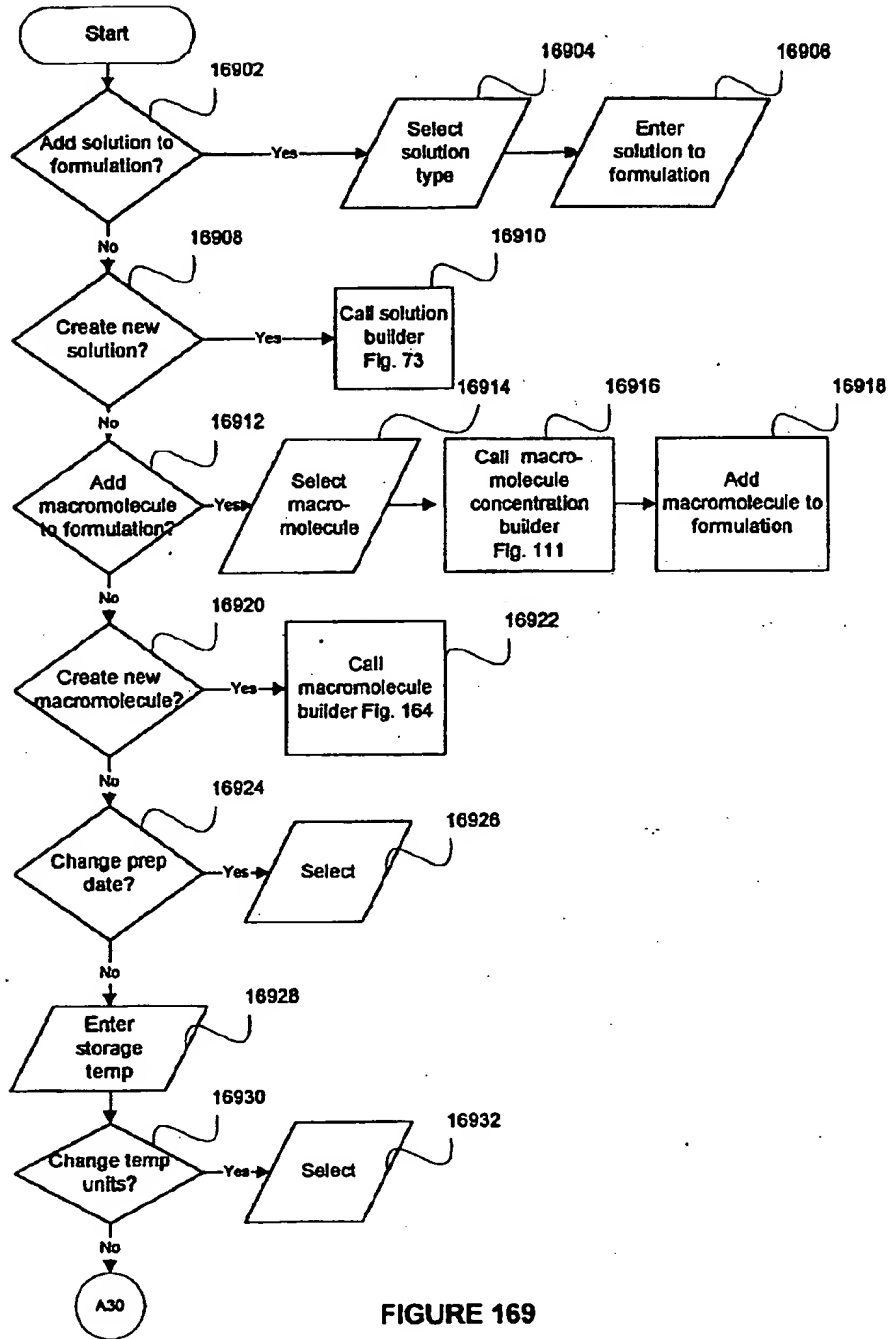 Start
16902
Add solution to
formulation?
Yes
16904
Select
solution
type
16906
Enter
solution to
formulation
No
16908
Create new
solution?
Yes
16910
Call solution
builder
Fig. 73
No
16912
Add
macromolecule
to formulation?
Yes
16914
Select
macro-
molecule
16916
Call macro-
molecule
concentration
builder
Fig. 111
16918
Add
macromolecule to
formulation
No
16920
Create new
macromolecule?
Yes
16922
Call
macromolecule
builder Fig. 164
No
16924
Change prep
date?
Yes
16926
Select
No
16928
Enter
storage
temp
16930
Change temp
units?
Yes
16932
Select
No
A30
FIGURE 169